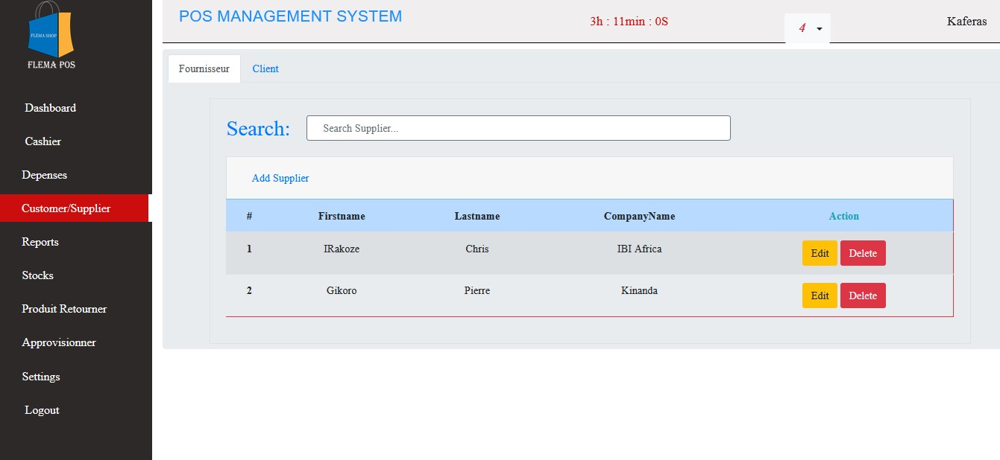 FLEMA SHOP
FLEMA POS
Dashboard
Cashier
Depenses
Customer/Supplier
Reports
Stocks
Produit Retourner
Approvisionner
Settings
Logout
POS MANAGEMENT SYSTEM
3h : 11min : 0S
4
Kaferas
Fournisseur Client
Search: Search Supplier...
Add Supplier
# Firstname Lastname CompanyName Action
1 IRakoze Chris IBI Africa Edit Delete
2 Gikoro Pierre Kinanda Edit Delete